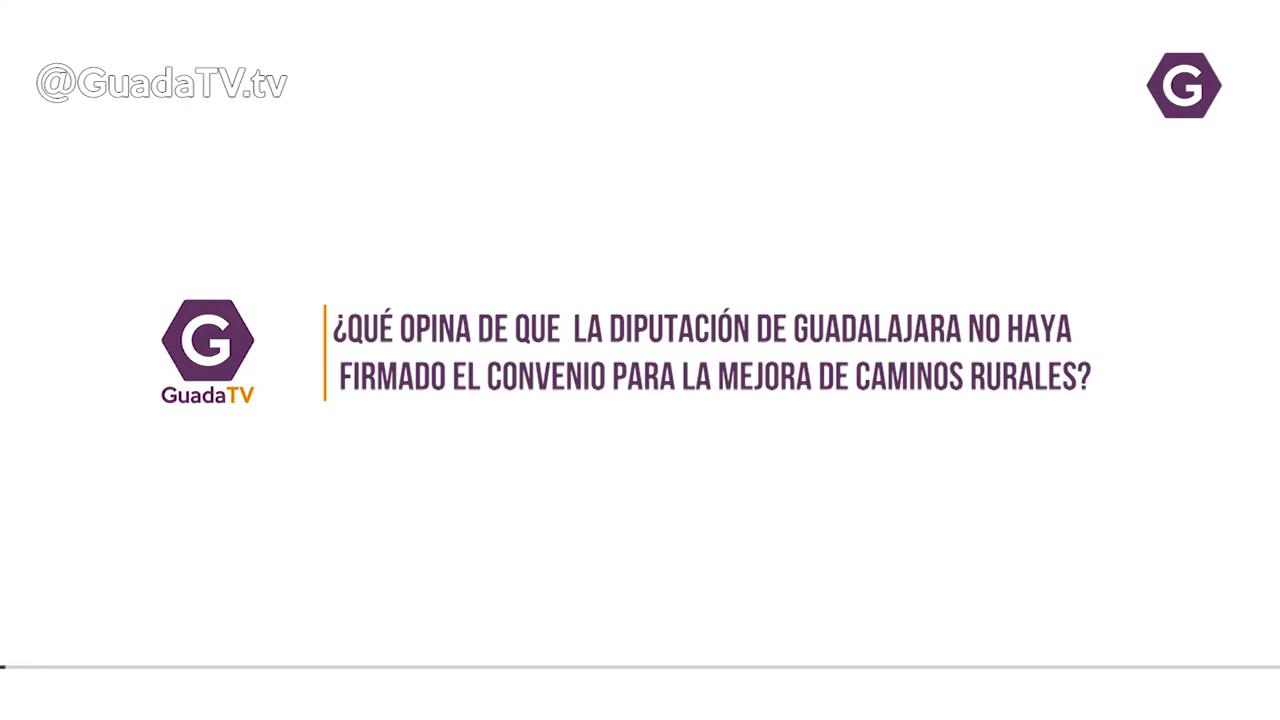 @GuadaTV.tv
G
G
GuadaTV
¿QUÉ OPINA DE QUE LA DIPUTACIÓN DE GUADALAJARA NO HAYA
FIRMADO EL CONVENIO PARA LA MEJORA DE CAMINOS RURALES?